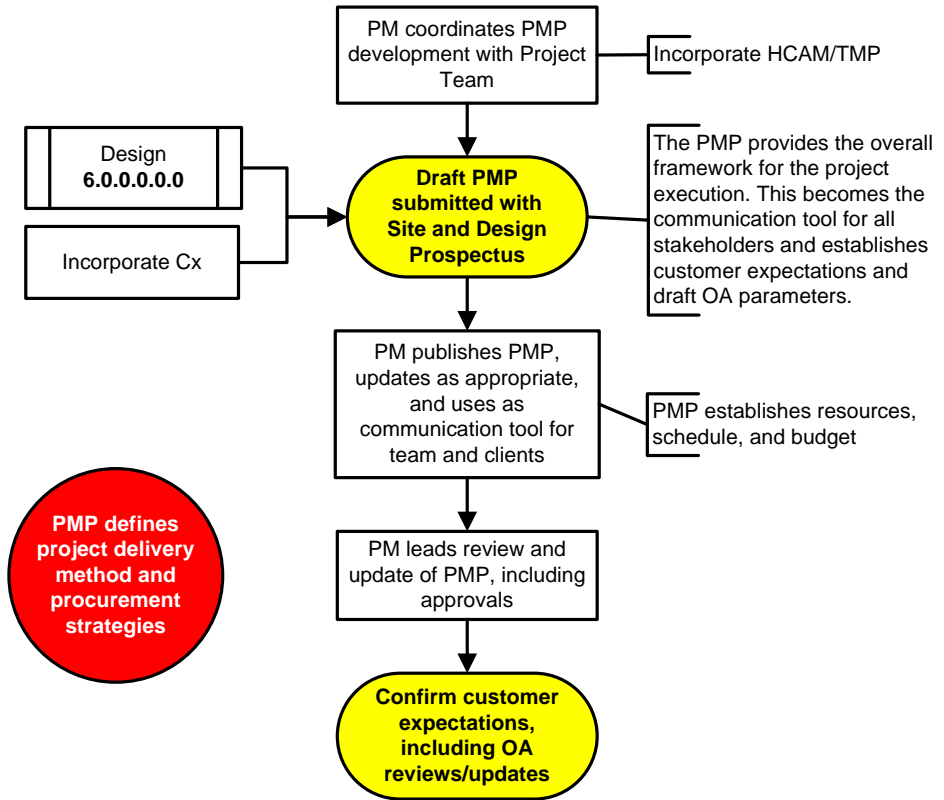 PM coordinates PMP
development with Project
Team
Incorporate HCAM/TMP
Design
6.0.0.0.0.0
Incorporate Cx
Draft PMP
submitted with
Site and Design
Prospectus
The PMP provides the overall
framework for the project
execution. This becomes the
communication tool for all
stakeholders and establishes
customer expectations and
draft OA parameters.
PM publishes PMP,
updates as appropriate,
and uses as
communication tool for
team and clients
PMP establishes resources,
schedule, and budget
PMP defines
project delivery
method and
procurement
strategies
PM leads review and
update of PMP, including
approvals
Confirm customer
expectations,
including OA
reviews/updates